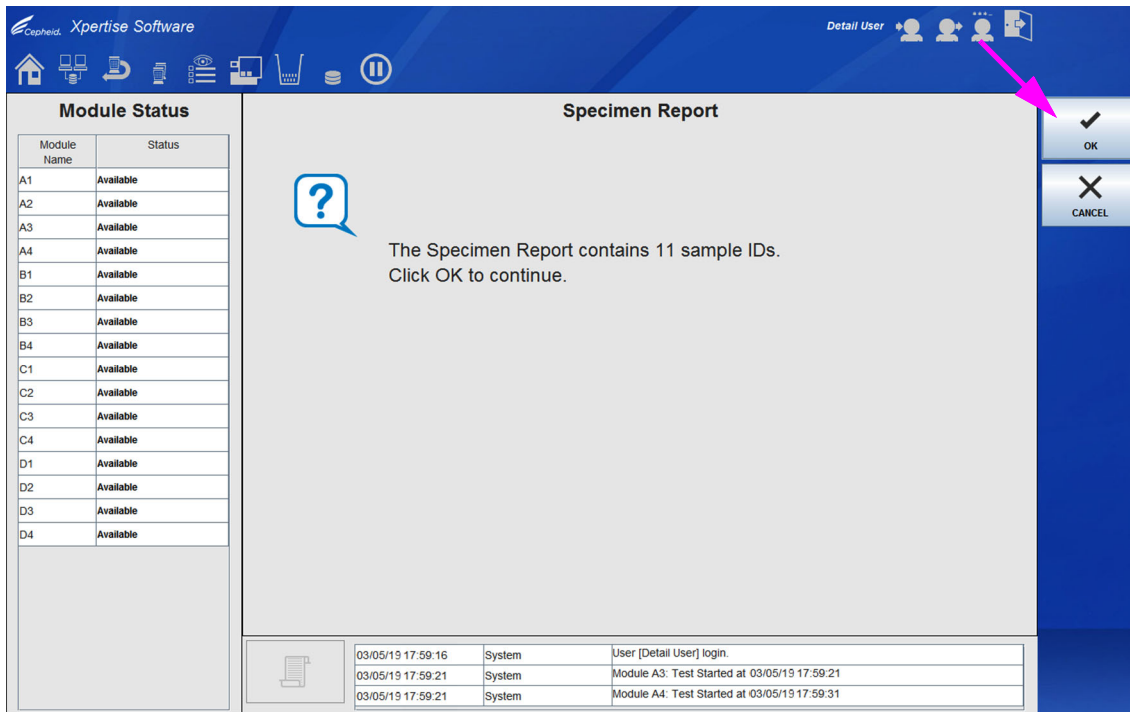 Cepheid. Xpertise Software
Detail User
Module Status
Module Name Status
A1 Available
A2 Available
A3 Available
A4 Available
B1 Available
B2 Available
B3 Available
B4 Available
C1 Available
C2 Available
C3 Available
C4 Available
D1 Available
D2 Available
D3 Available
D4 Available
Specimen Report
?
The Specimen Report contains 11 sample IDs.
Click OK to continue.
OK
CANCEL
03/05/19 17:59:16 System User [Detail User] login.
03/05/19 17:59:21 System Module A3: Test Started at 03/05/19 17:59:21
03/05/19 17:59:21 System Module A4: Test Started at 03/05/19 17:59:31